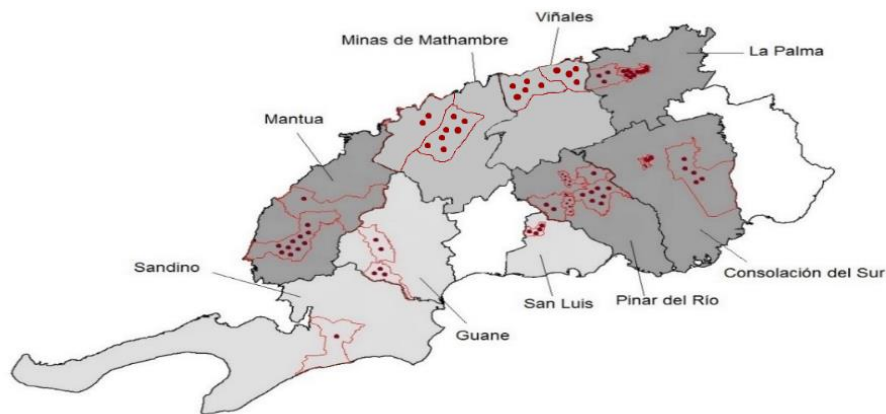 Viñales
Minas de Mathambre
La Palma
Mantua
Sandino
Consolación del Sur
San Luis
Pinar del Río
Guane